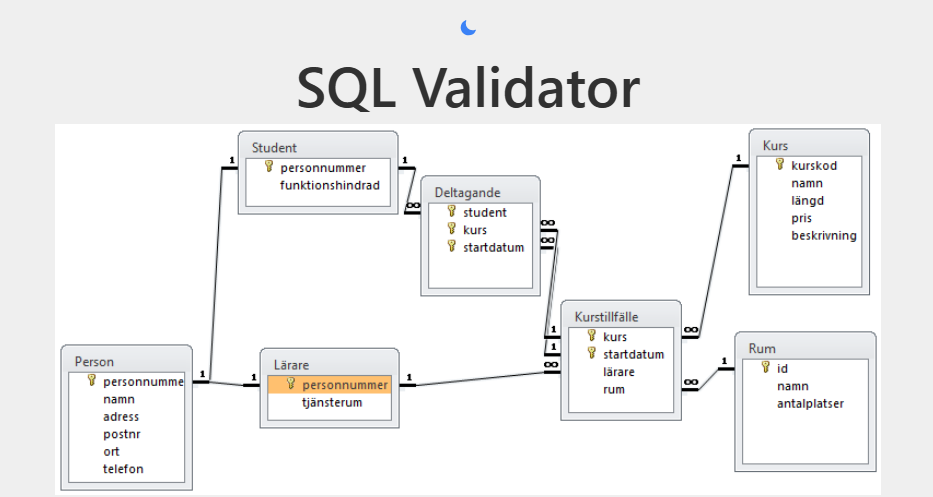 SQL Validator
Student
1
personnummer
funktionshindrad
1
∞
Deltagande
student
kurs
startdatum
∞
∞
Kurs
1
kurskod
namn
längd
pris
beskrivning
Person
personnumme
namn
adress
postnr
ort
telefon
1
Lärare
1
personnummer
tjänsterum
1
Kurstillfälle
1
kurs
1
startdatum
∞
lärare
rum
∞
∞
Rum
1
id
namn
antalplatser